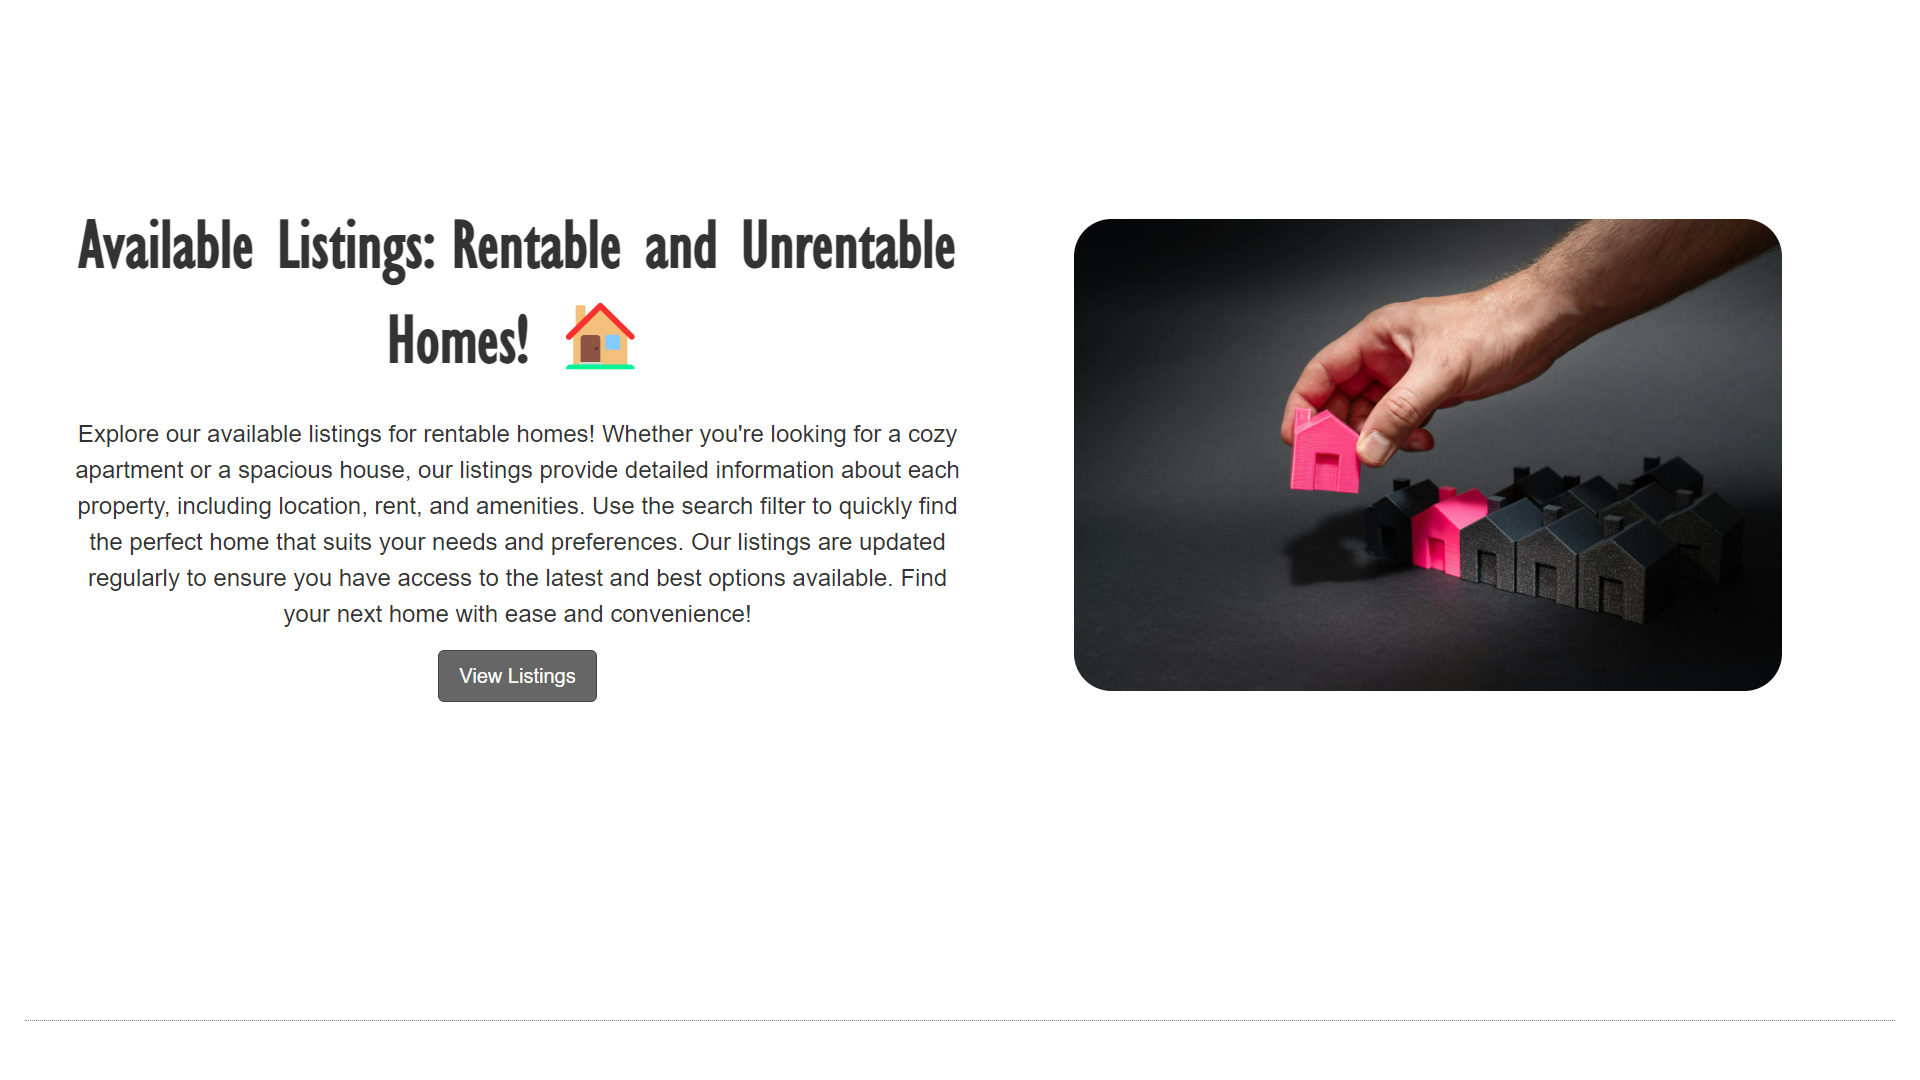 Available Listings: Rentable and Unrentable
Homes! 🏠
Explore our available listings for rentable homes! Whether you're looking for a cozy
apartment or a spacious house, our listings provide detailed information about each
property, including location, rent, and amenities. Use the search filter to quickly find
the perfect home that suits your needs and preferences. Our listings are updated
regularly to ensure you have access to the latest and best options available. Find
your next home with ease and convenience!
View Listings